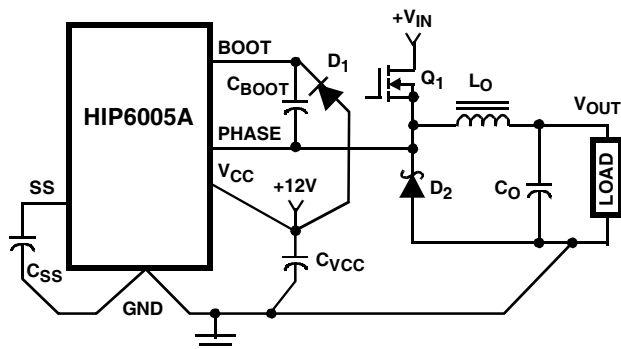 +VIN
BOOT
D1
CBOOT
Q1
LO
VOUT
HIP6005A
PHASE
VCC
+12V
SS
D2
CO
LOAD
CSS
CVCC
GND